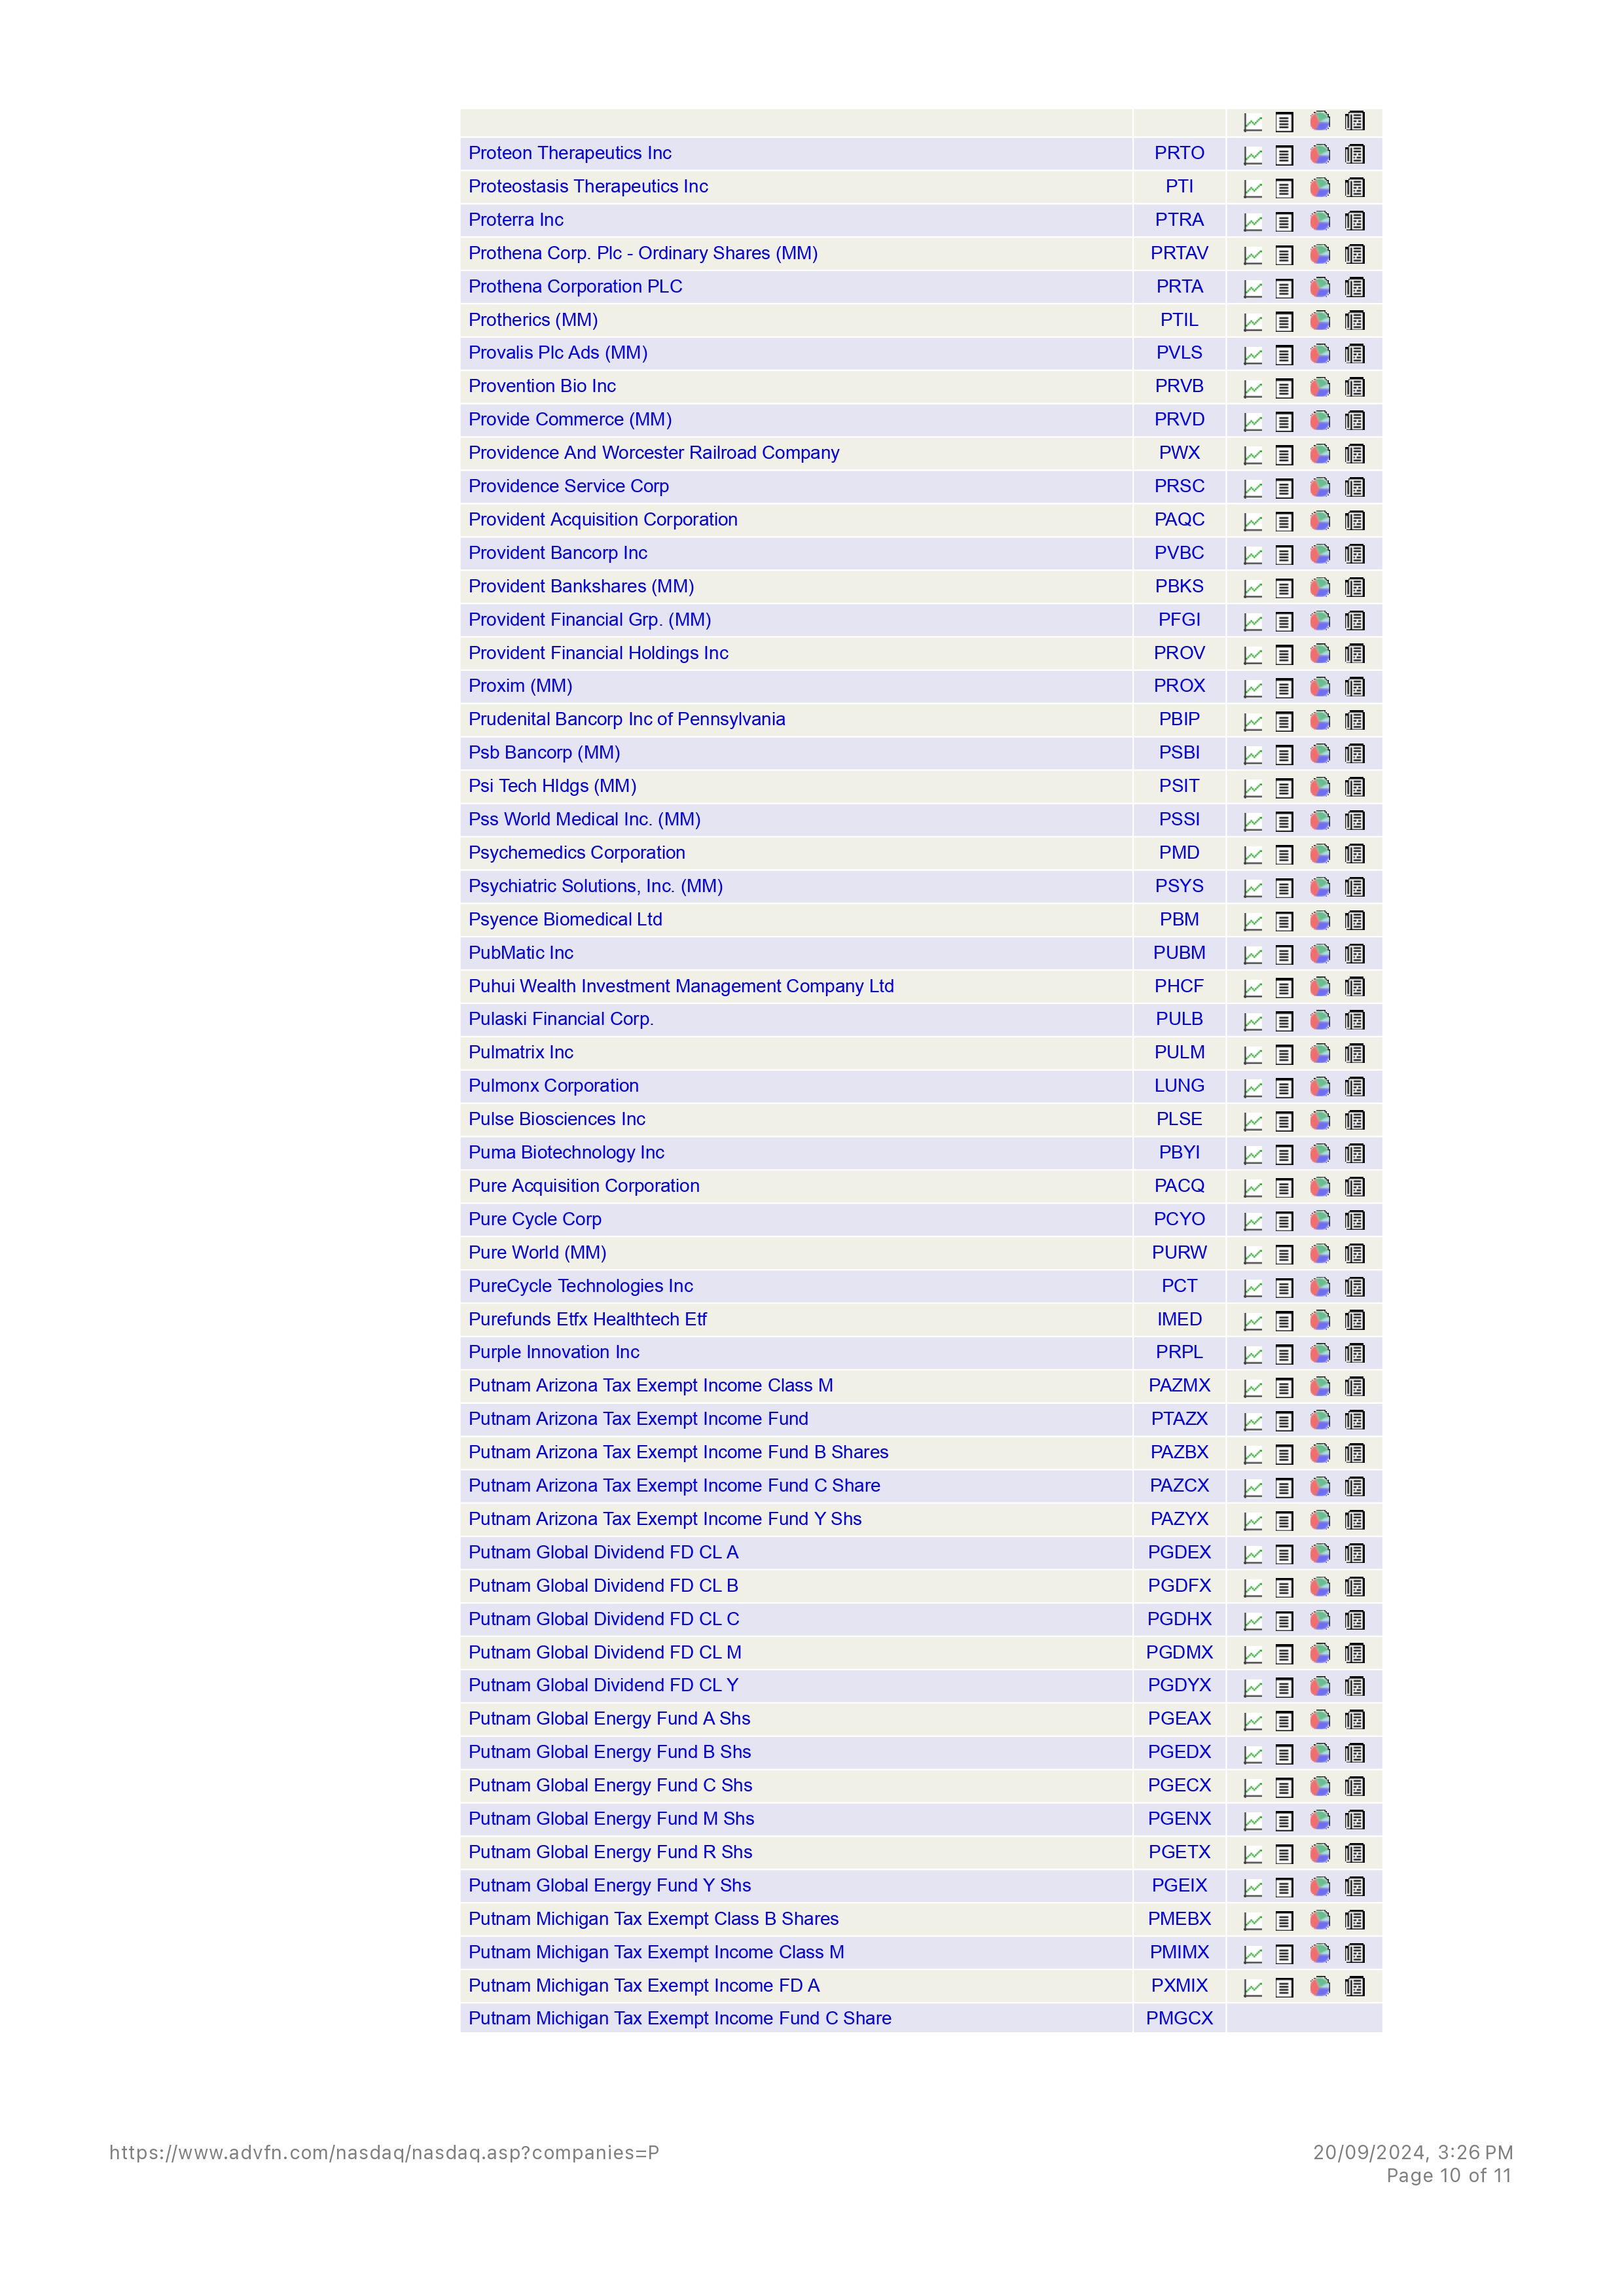 Proteon Therapeutics Inc PRTO
Proteostasis Therapeutics Inc PTI
Proterra Inc PTRA
Prothena Corp. Plc - Ordinary Shares (MM) PRTAV
Prothena Corporation PLC PRTA
Protherics (MM) PTIL
Provalis Plc Ads (MM) PVLS
Provention Bio Inc PRVB
Provide Commerce (MM) PRVD
Providence And Worcester Railroad Company PWX
Providence Service Corp PRSC
Provident Acquisition Corporation PAQC
Provident Bancorp Inc PVBC
Provident Bankshares (MM) PBKS
Provident Financial Grp. (MM) PFGI
Provident Financial Holdings Inc PROV
Proxim (MM) PROX
Prudenital Bancorp Inc of Pennsylvania PBIP
Psb Bancorp (MM) PSBI
Psi Tech Hldgs (MM) PSIT
Pss World Medical Inc. (MM) PSSI
Psychemedics Corporation PMD
Psychiatric Solutions, Inc. (MM) PSYS
Psyence Biomedical Ltd PBM
PubMatic Inc PUBM
Puhui Wealth Investment Management Company Ltd PHCF
Pulaski Financial Corp. PULB
Pulmatrix Inc PULM
Pulmonx Corporation LUNG
Pulse Biosciences Inc PLSE
Puma Biotechnology Inc PBYI
Pure Acquisition Corporation PACQ
Pure Cycle Corp PCYO
Pure World (MM) PURW
PureCycle Technologies Inc PCT
Purefunds Etfx Healthtech Etf IMED
Purple Innovation Inc PRPL
Putnam Arizona Tax Exempt Income Class M PAZMX
Putnam Arizona Tax Exempt Income Fund PTAZX
Putnam Arizona Tax Exempt Income Fund B Shares PAZBX
Putnam Arizona Tax Exempt Income Fund C Share PAZCX
Putnam Arizona Tax Exempt Income Fund Y Shs PAZYX
Putnam Global Dividend FD CL A PGDEX
Putnam Global Dividend FD CL B PGDFX
Putnam Global Dividend FD CL C PGDHX
Putnam Global Dividend FD CL M PGDMX
Putnam Global Dividend FD CL Y PGDYX
Putnam Global Energy Fund A Shs PGEAX
Putnam Global Energy Fund B Shs PGEDX
Putnam Global Energy Fund C Shs PGECX
Putnam Global Energy Fund M Shs PGENX
Putnam Global Energy Fund R Shs PGETX
Putnam Global Energy Fund Y Shs PGEIX
Putnam Michigan Tax Exempt Class B Shares PMEBX
Putnam Michigan Tax Exempt Income Class M PMIMX
Putnam Michigan Tax Exempt Income FD A PXMIX
Putnam Michigan Tax Exempt Income Fund C Share PMGCX
https://www.advfn.com/nasdaq/nasdaq.asp?companies=P 20/09/2024, 3:26 PM
Page 10 of 11